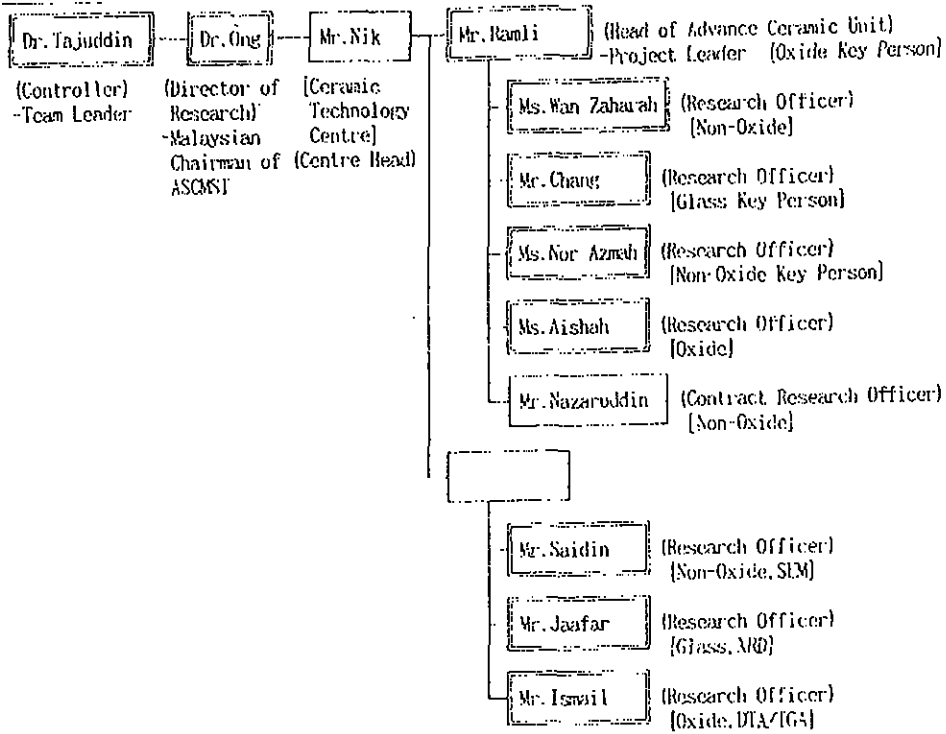 Dr.Tajuddin
(Controller)
-Team Leader
Dr.Ong
(Director of
Research)
-Malaysian
Chairman of
ASCMST
Mr.Nik
[Ceramic
Technology
Centre]
(Centre Head)
Mr.Ramli
(Head of Advance Ceramic Unit)
-Project Leader [Oxide Key Person]
Ms.Wan Zaharah
(Research Officer)
[Non-Oxide]
Mr.Chang
(Research Officer)
[Glass Key Person]
Ms.Nor Azmah
(Research Officer)
[Non-Oxide Key Person]
Ms.Aishah
(Research Officer)
[Oxide]
Mr.Nazaruddin
(Contract Research Officer)
[Non-Oxide]
Mr.Saidin
(Research Officer)
[Non-Oxide,SEM]
Mr.Jaafar
(Research Officer)
[Glass,XRD]
Mr.Ismail
(Research Officer)
[Oxide,DTA/TGA]